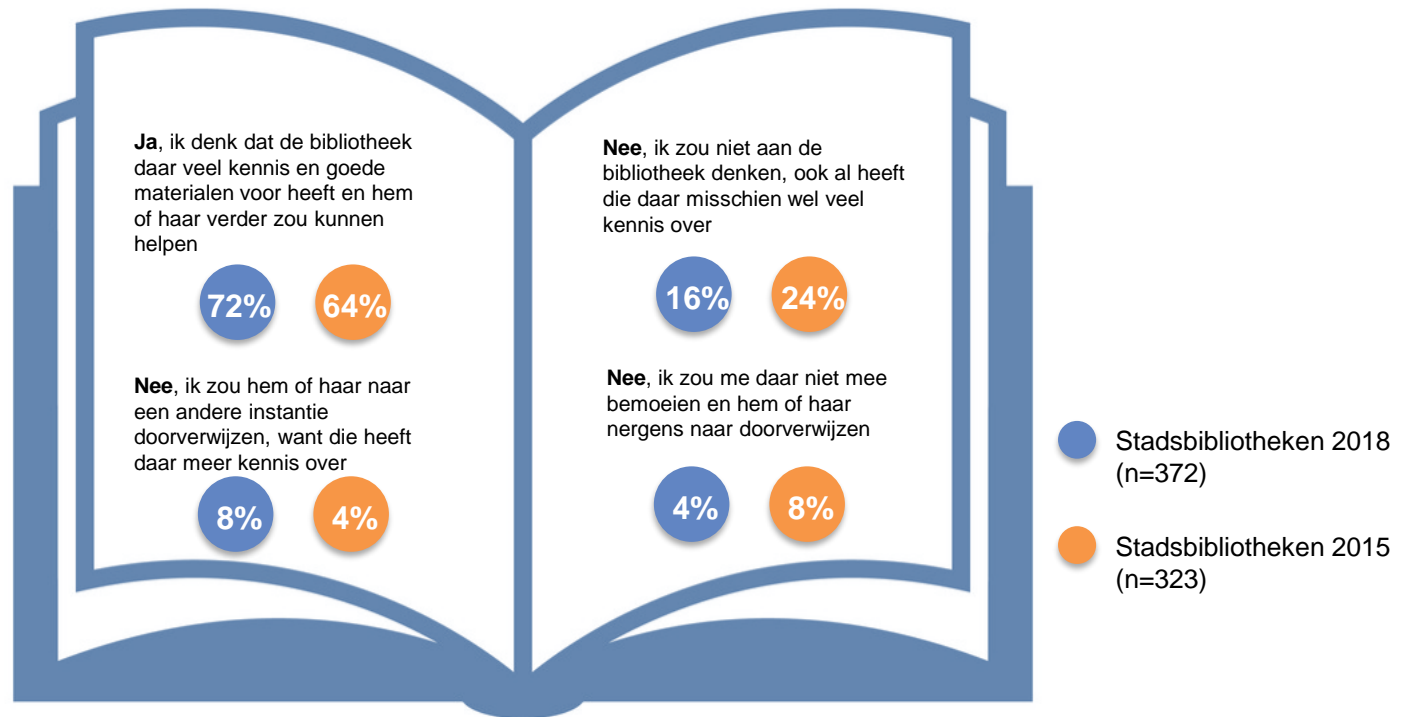 Ja, ik denk dat de bibliotheek
daar veel kennis en goede
materialen voor heeft en hem
of haar verder zou kunnen
helpen
72% 64%
Nee, ik zou hem of haar naar
een andere instantie
doorverwijzen, want die heeft
daar meer kennis over
8% 4%
Nee, ik zou niet aan de
bibliotheek denken, ook al heeft
die daar misschien wel veel
kennis over
16% 24%
Nee, ik zou me daar niet mee
bemoeien en hem of haar
nergens naar doorverwijzen
4% 8%
Stadsbibliotheken 2018
(n=372)
Stadsbibliotheken 2015
(n=323)